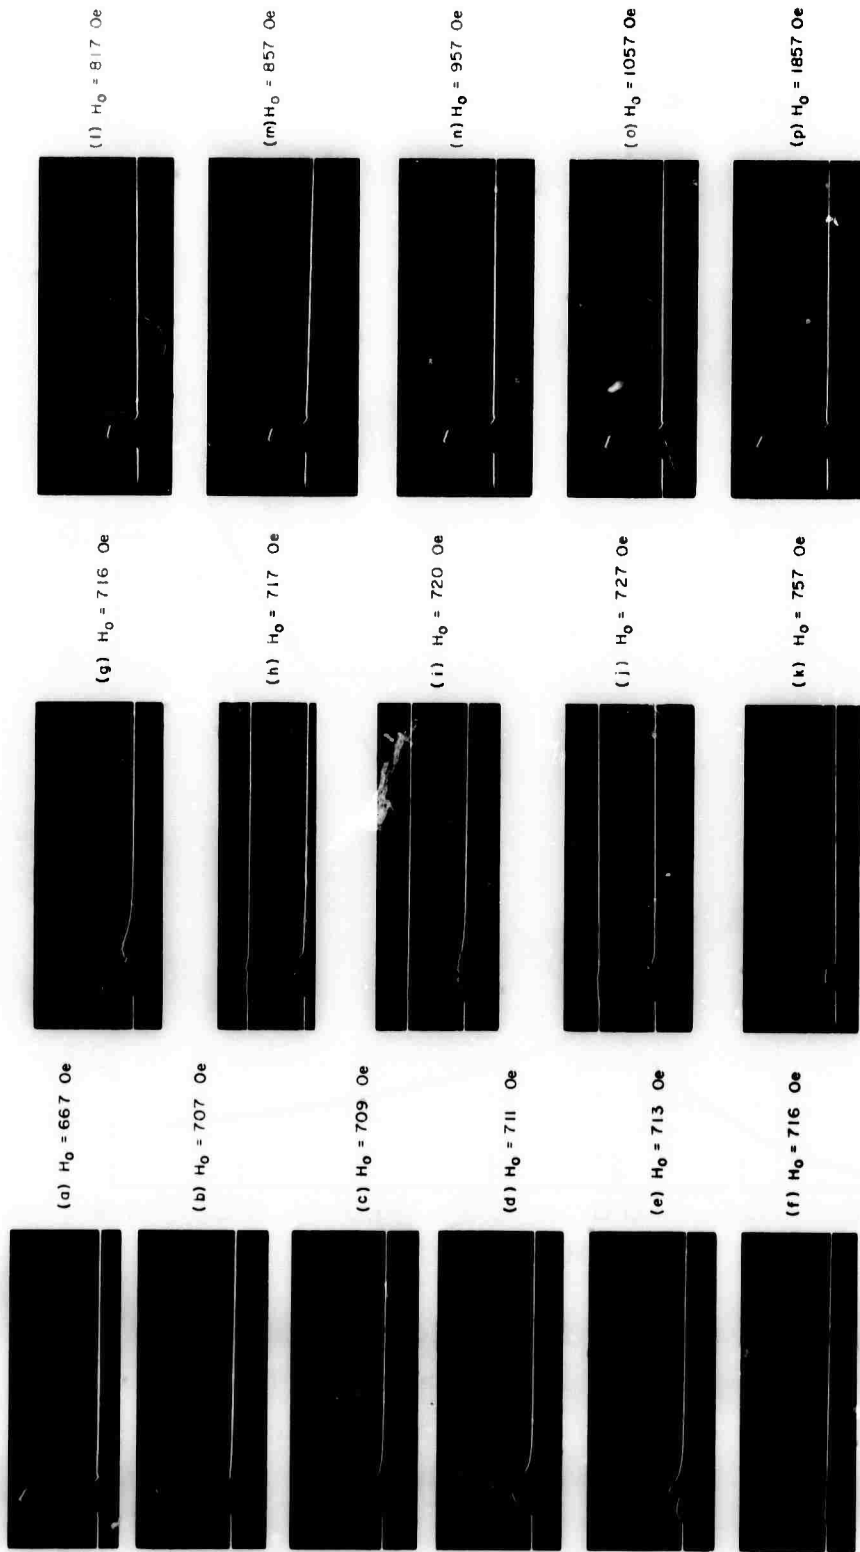 (a) H₀ = 667 Oe
(b) H₀ = 707 Oe
(c) H₀ = 709 Oe
(d) H₀ = 711 Oe
(e) H₀ = 713 Oe
(f) H₀ = 716 Oe
(g) H₀ = 716 Oe
(h) H₀ = 717 Oe
(i) H₀ = 720 Oe
(j) H₀ = 727 Oe
(k) H₀ = 757 Oe
(l) H₀ = 817 Oe
(m) H₀ = 857 Oe
(n) H₀ = 957 Oe
(o) H₀ = 1057 Oe
(p) H₀ = 1857 Oe